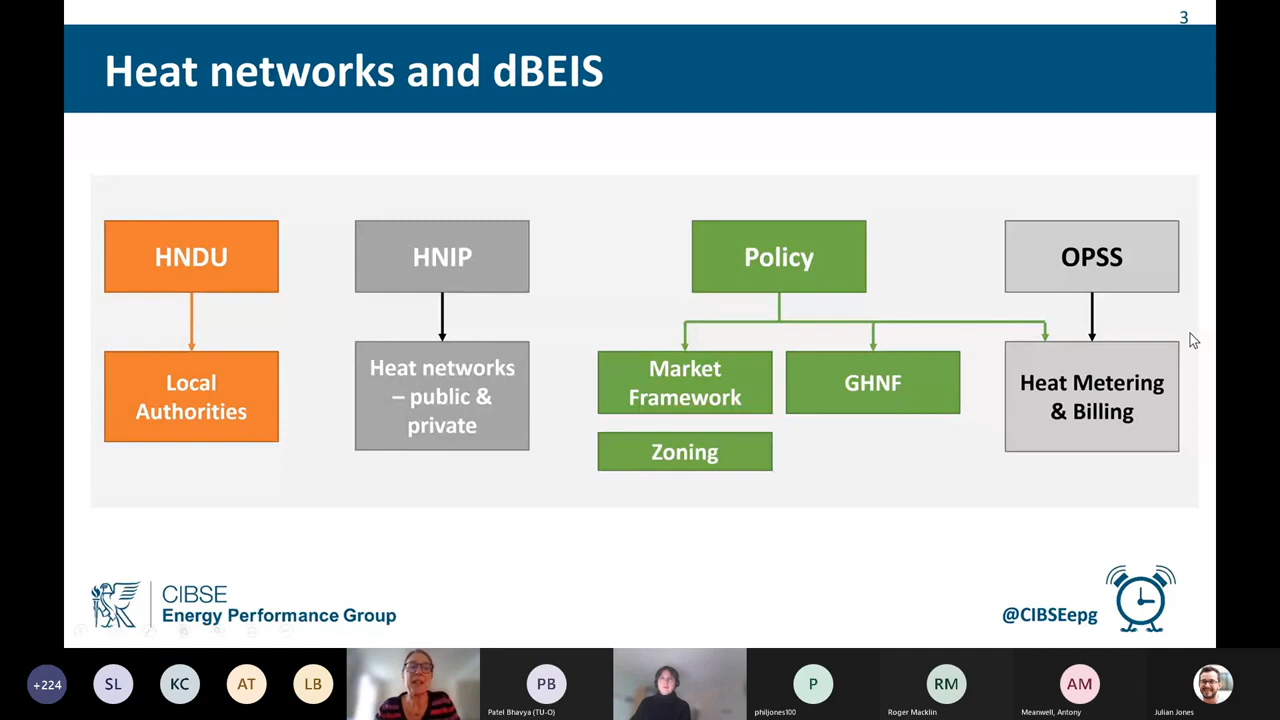 3
Heat networks and dBEIS
HNDU
HNIP
Policy
OPSS
Local
Authorities
Heat networks
– public &
private
Market
Framework
GHNF
Heat Metering
& Billing
Zoning
CIBSE
Energy Performance Group
@CIBSEepg
+224
SL
KC
AT
LB
PB
Patel Bhavya (TU-O)
P
philjones100
RM
Roger Macklin
AM
Meanwell, Antony
Julian Jones